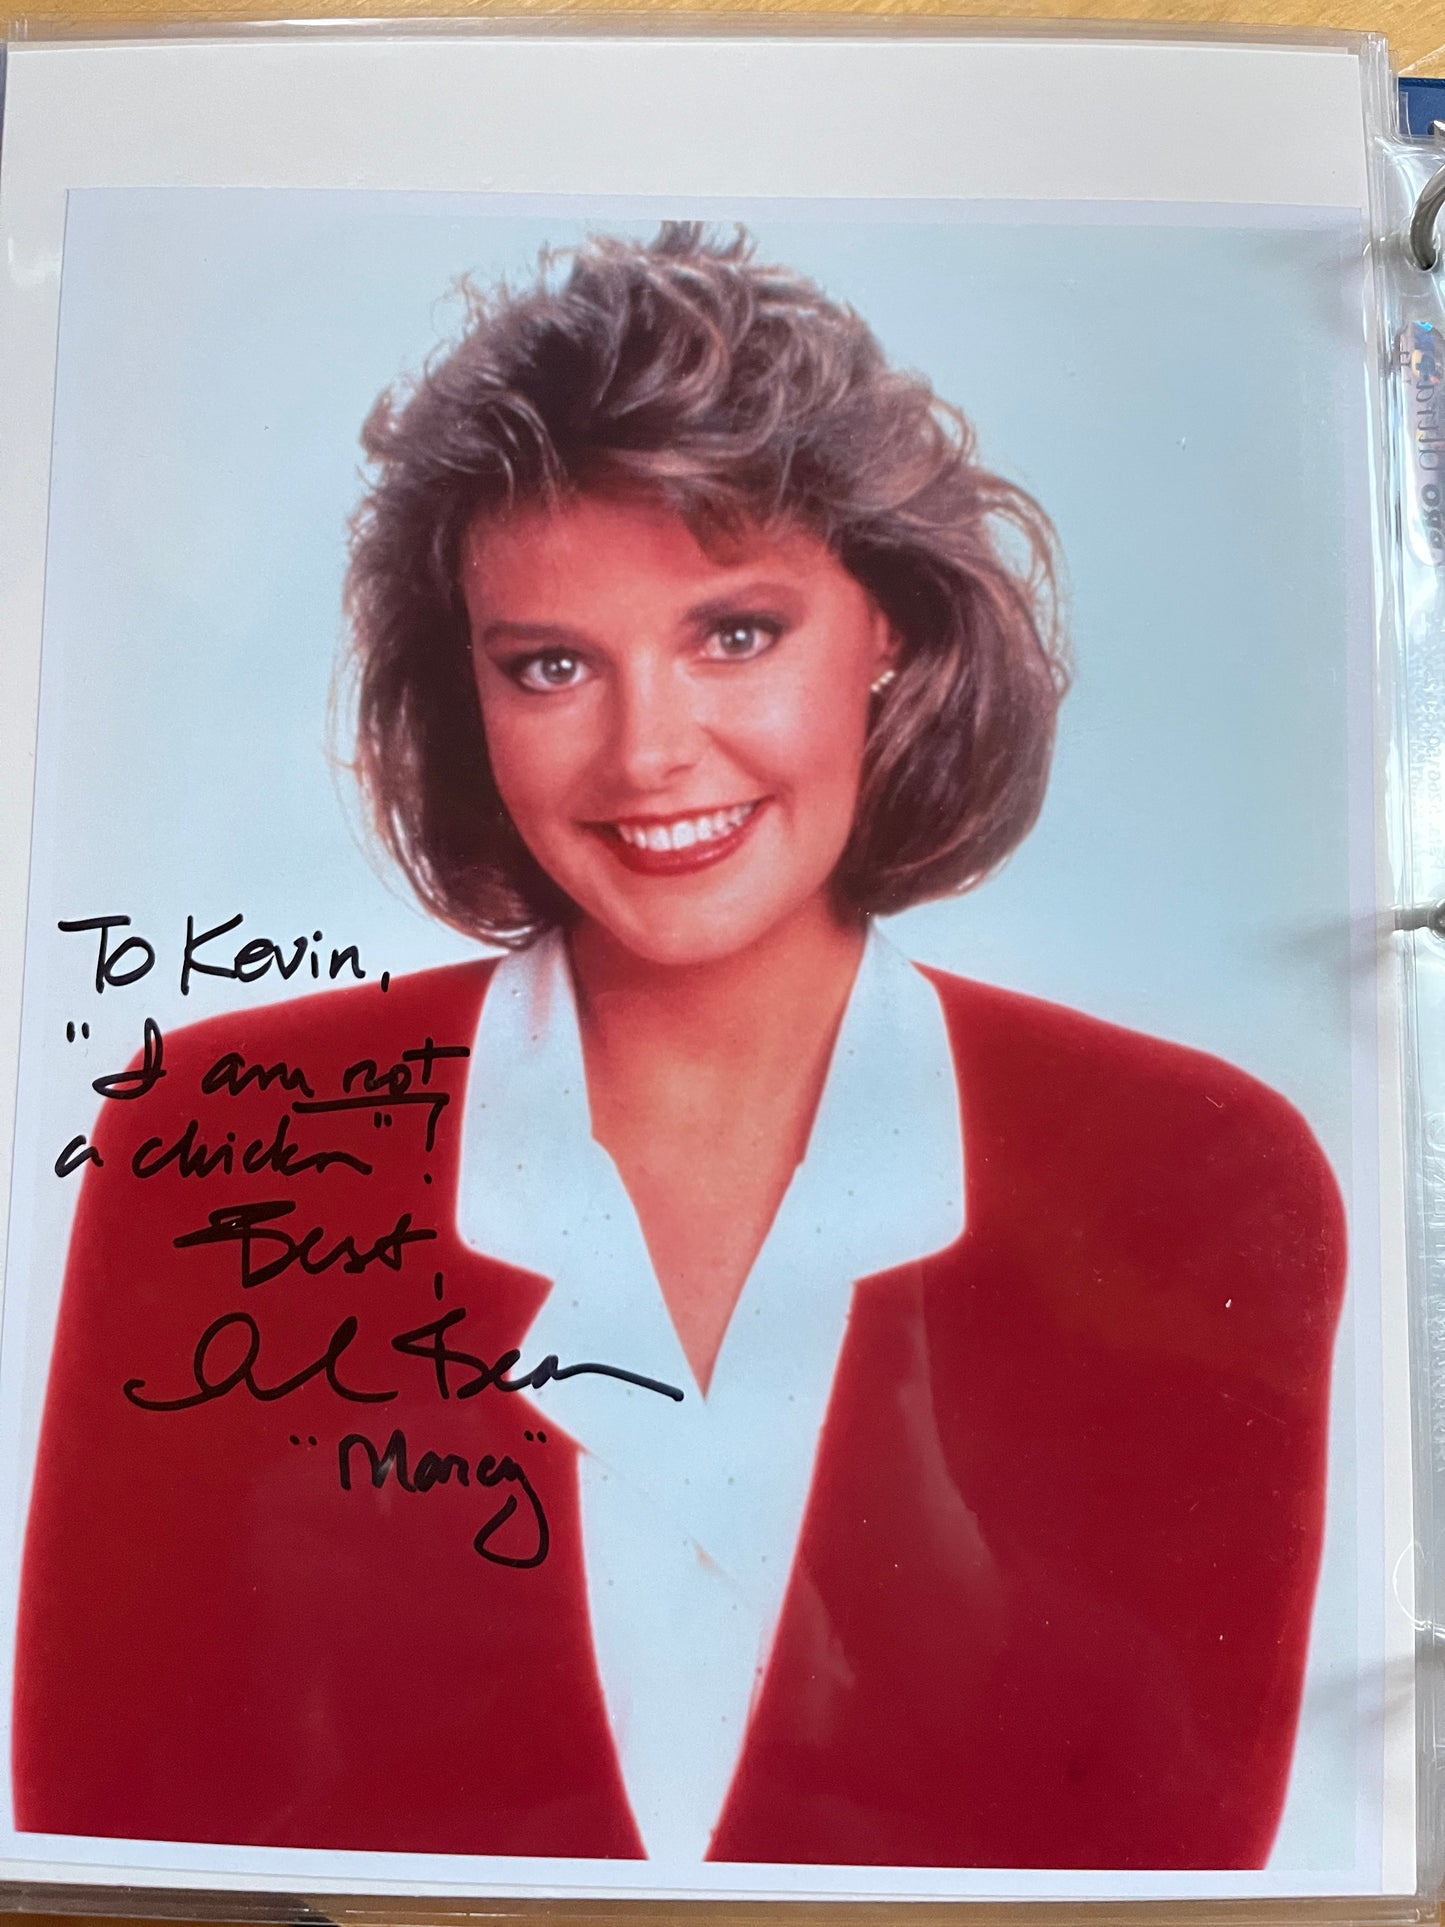 To Kevin,
"I am not
a chicken"!
Best,
"Marcy"